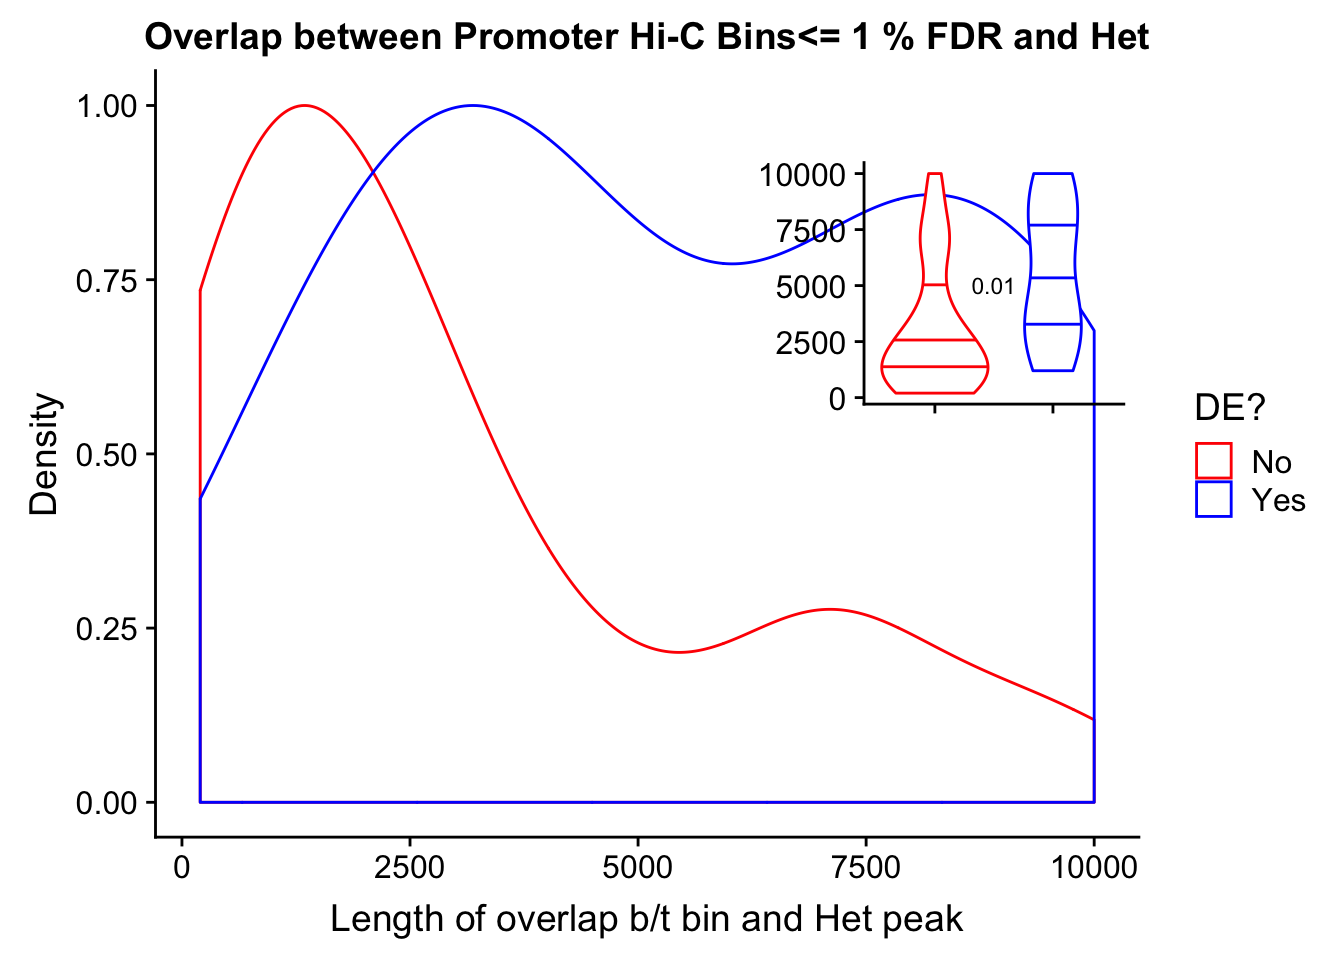 Overlap between Promoter Hi-C Bins<= 1 % FDR and Het
Density
1.00
0.75
0.50
0.25
0.00
0
2500
5000
7500
10000
Length of overlap b/t bin and Het peak
10000
7500
5000
2500
0
0.01
DE?
No
Yes